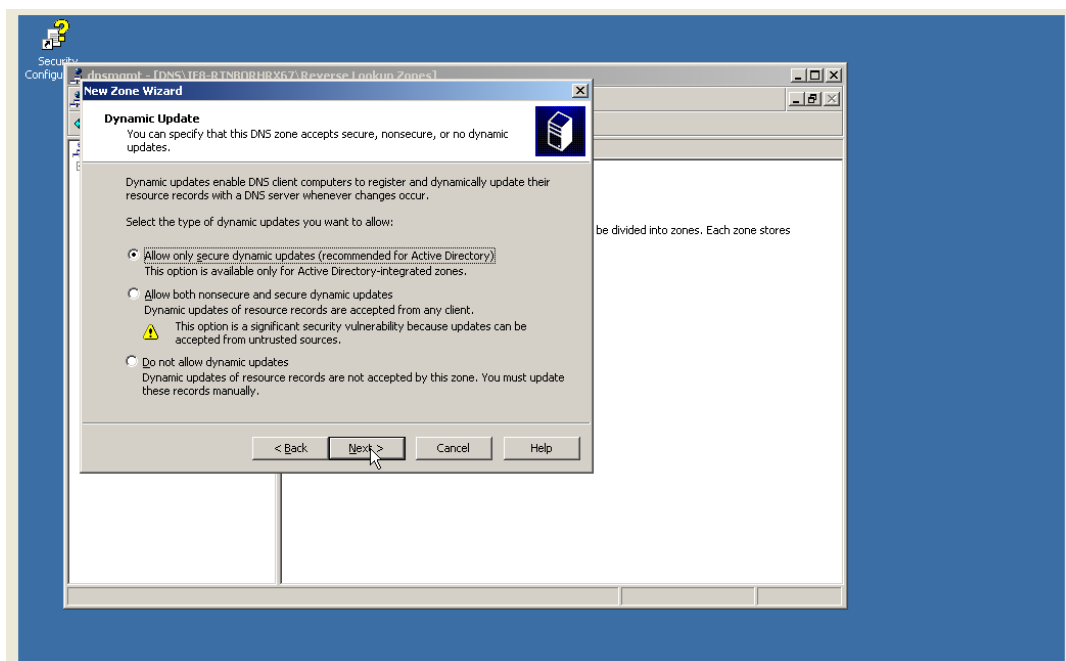 Security
Configu
dnsmgmt - [DNS\
\Reverse Lookup Zones]
New Zone Wizard
Dynamic Update
You can specify that this DNS zone accepts secure, nonsecure, or no dynamic
updates.
Dynamic updates enable DNS client computers to register and dynamically update their
resource records with a DNS server whenever changes occur.
Select the type of dynamic updates you want to allow:
be divided into zones. Each zone stores
Allow only secure dynamic updates (recommended for Active Directory)
This option is available only for Active Directory-integrated zones.
Allow both nonsecure and secure dynamic updates
Dynamic updates of resource records are accepted from any client.
This option is a significant security vulnerability because updates can be
accepted from untrusted sources.
Do not allow dynamic updates
Dynamic updates of resource records are not accepted by this zone. You must update
these records manually.
< Back
Next >
Cancel
Help